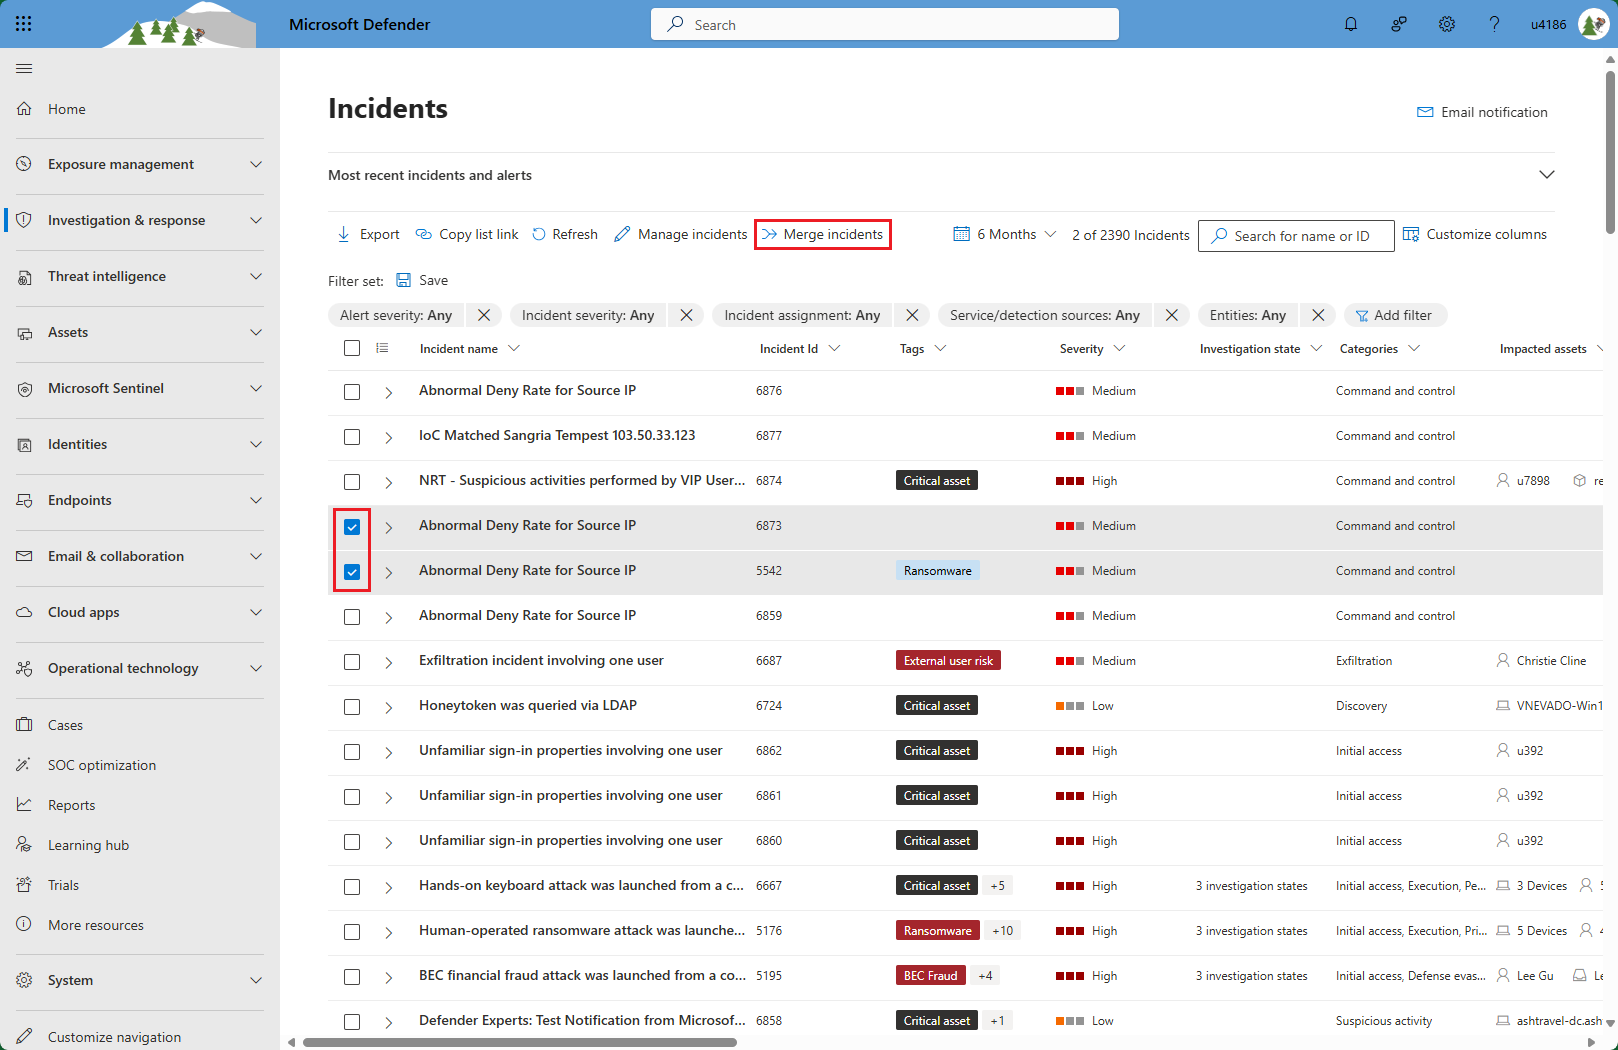 Microsoft Defender
Search
u4186
Home
Exposure management
Investigation & response
Threat intelligence
Assets
Microsoft Sentinel
Identities
Endpoints
Email & collaboration
Cloud apps
Operational technology
Cases
SOC optimization
Reports
Learning hub
Trials
More resources
System
Customize navigation
Incidents
Email notification
Most recent incidents and alerts
Export Copy list link Refresh Manage incidents Merge incidents 6 Months 2 of 2390 Incidents Search for name or ID Customize columns
Filter set: Save
Alert severity: Any Incident severity: Any Incident assignment: Any Service/detection sources: Any Entities: Any Add filter
Incident name Incident Id Tags Severity Investigation state Categories Impacted assets
Abnormal Deny Rate for Source IP 6876 Medium Command and control
IoC Matched Sangria Tempest 103.50.33.123 6877 Medium Command and control
NRT - Suspicious activities performed by VIP User... 6874 Critical asset High Command and control u7898 re
Abnormal Deny Rate for Source IP 6873 Medium Command and control
Abnormal Deny Rate for Source IP 5542 Ransomware Medium Command and control
Abnormal Deny Rate for Source IP 6859 Medium Command and control
Exfiltration incident involving one user 6687 External user risk Medium Exfiltration Christie Cline
Honeytoken was queried via LDAP 6724 Critical asset Low Discovery VNEVADO-Win1
Unfamiliar sign-in properties involving one user 6862 Critical asset High Initial access u392
Unfamiliar sign-in properties involving one user 6861 Critical asset High Initial access u392
Unfamiliar sign-in properties involving one user 6860 Critical asset High Initial access u392
Hands-on keyboard attack was launched from a c... 6667 Critical asset +5 High 3 investigation states Initial access, Execution, Pe... 3 Devices 5
Human-operated ransomware attack was launche... 5176 Ransomware +10 High 3 investigation states Initial access, Execution, Pri... 5 Devices 4
BEC financial fraud attack was launched from a co... 5195 BEC Fraud +4 High 3 investigation states Initial access, Defense evas... Lee Gu Le
Defender Experts: Test Notification from Microsof... 6858 Critical asset +1 Low Suspicious activity ashtravel-dc.ash